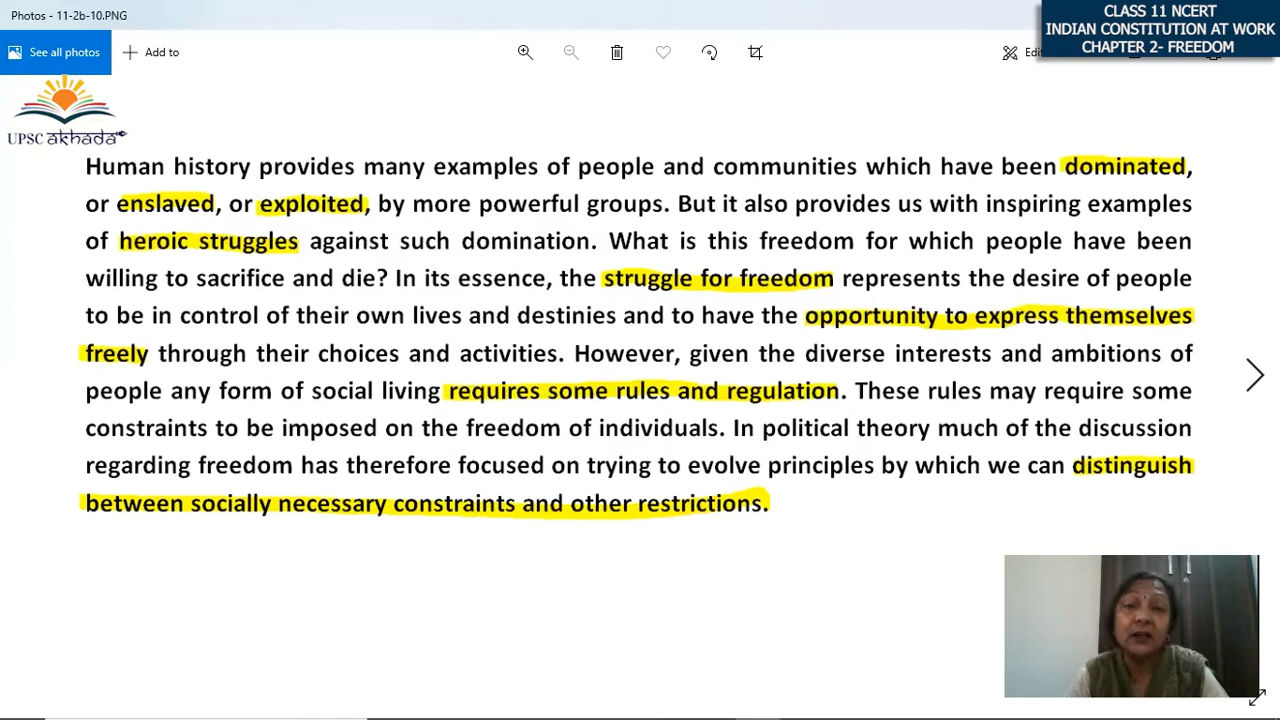 Photos - 11-2b-10.PNG
CLASS 11 NCERT
INDIAN CONSTITUTION AT WORK
CHAPTER 2- FREEDOM
See all photos
Add to
UPSC akhada
Human history provides many examples of people and communities which have been dominated,
or enslaved, or exploited, by more powerful groups. But it also provides us with inspiring examples
of heroic struggles against such domination. What is this freedom for which people have been
willing to sacrifice and die? In its essence, the struggle for freedom represents the desire of people
to be in control of their own lives and destinies and to have the opportunity to express themselves
freely through their choices and activities. However, given the diverse interests and ambitions of
people any form of social living requires some rules and regulation. These rules may require some
constraints to be imposed on the freedom of individuals. In political theory much of the discussion
regarding freedom has therefore focused on trying to evolve principles by which we can distinguish
between socially necessary constraints and other restrictions.